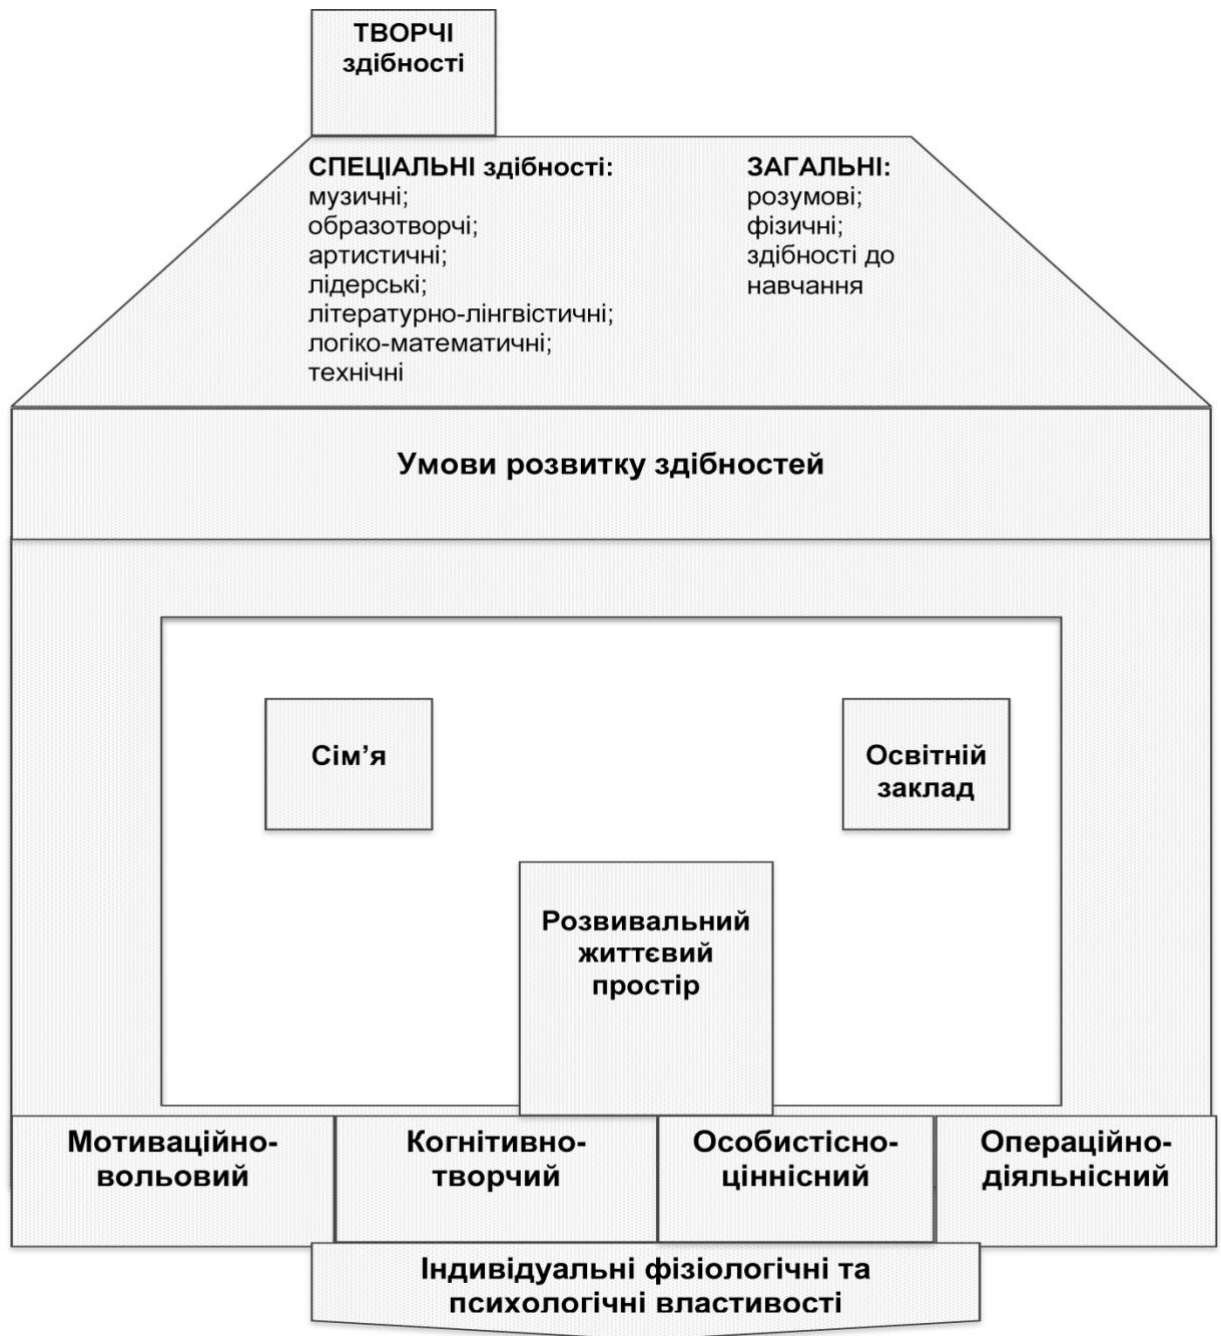 ТВОРЧІ
здібності
СПЕЦІАЛЬНІ здібності:
музичні;
образотворчі;
артистичні;
лідерські;
літературно-лінгвістичні;
логіко-математичні;
технічні
ЗАГАЛЬНІ:
розумові;
фізичні;
здібності до
навчання
Умови розвитку здібностей
Сім’я
Освітній
заклад
Розвивальний
життєвий
простір
Мотиваційно-
вольовий
Когнітивно-
творчий
Особистісно-
ціннісний
Операційно-
діяльнісний
Індивідуальні фізіологічні та
психологічні властивості